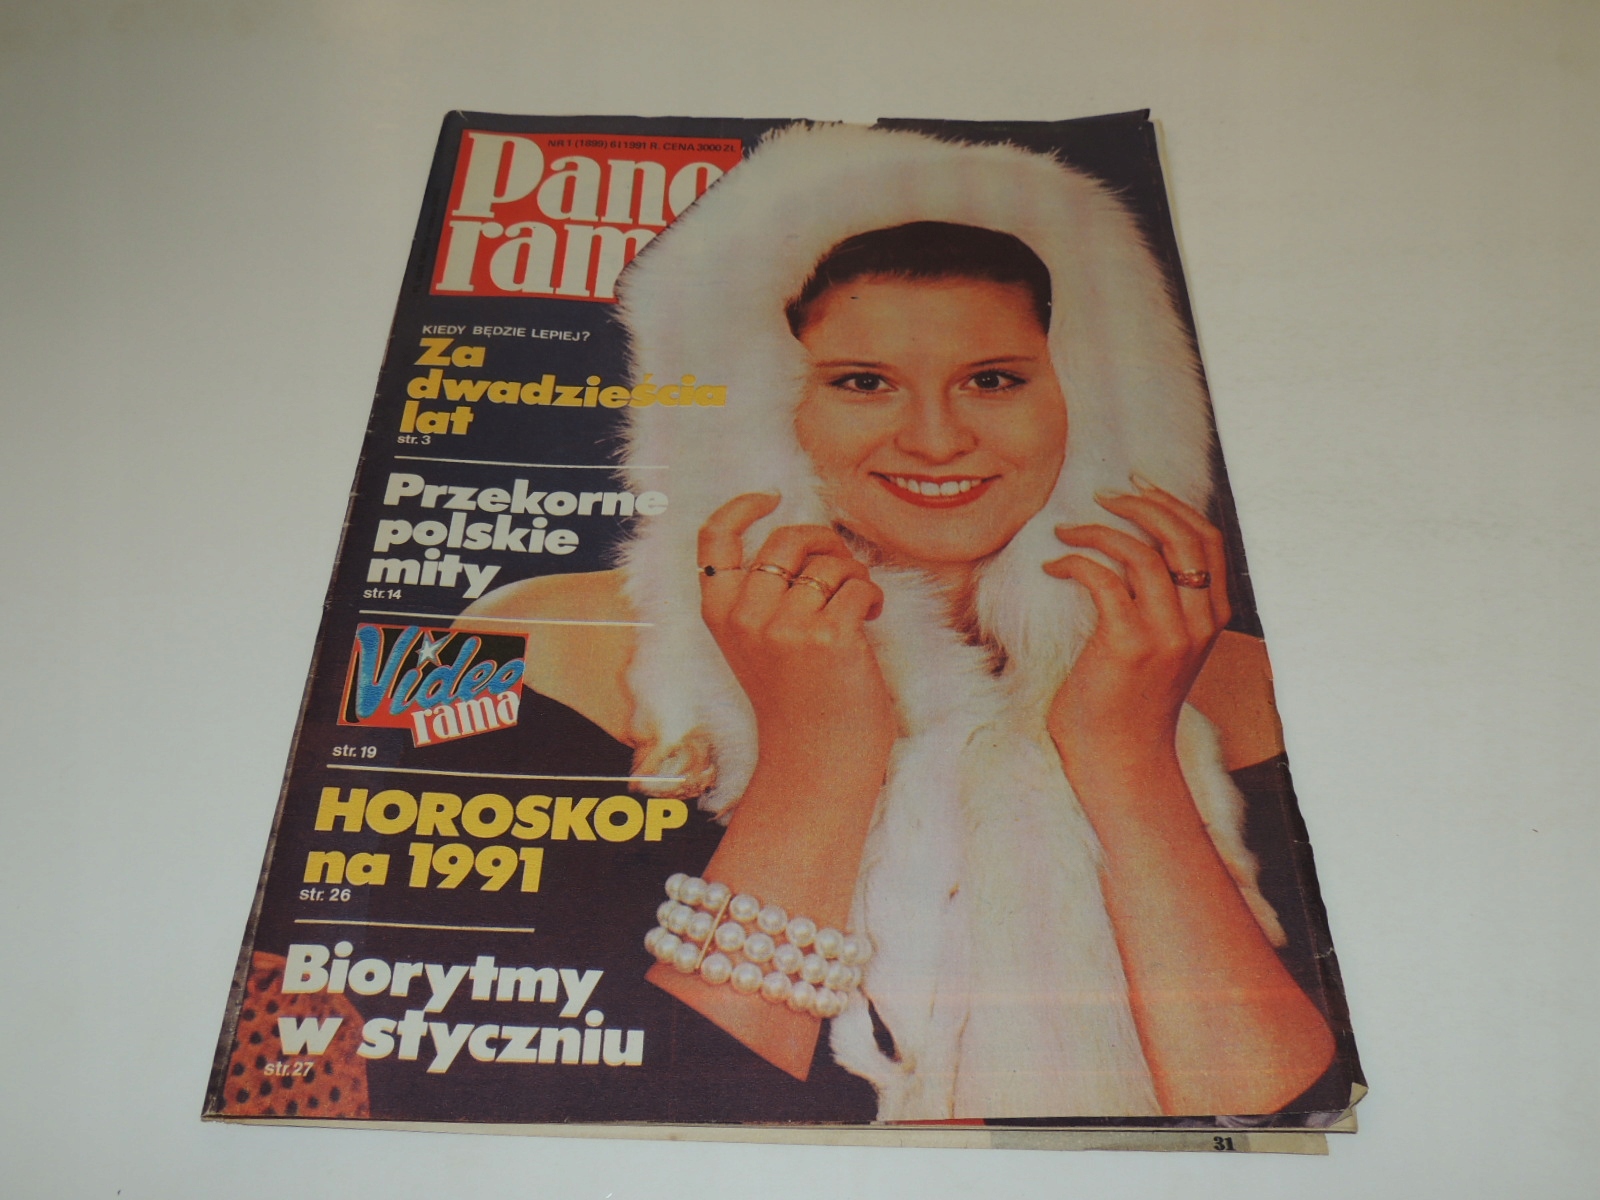 NR 1 (1899) 6 I 1991 R. CENA 3000 ZŁ
Pano
ram
KIEDY BĘDZIE LEPIEJ?
Za
dwadzieścia
lat
str. 3
Przekorne
polskie
mity
str. 14
Video
rama
str. 19
HOROSKOP
na 1991
str. 26
Biorytmy
w styczniu
str. 27
31